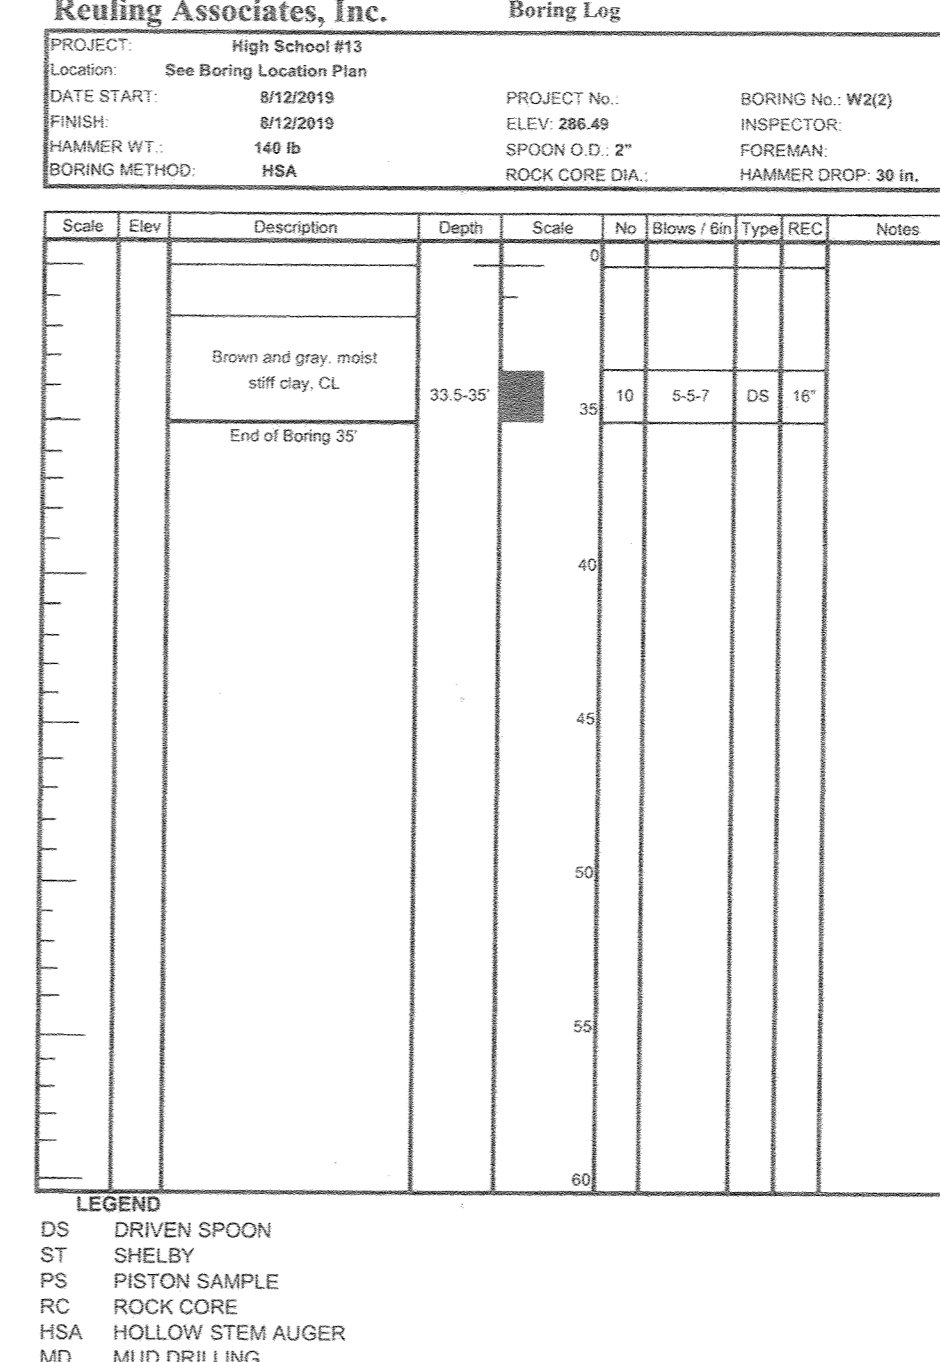 Reuling Associates, Inc. Boring Log
PROJECT: High School #13
Location: See Boring Location Plan
DATE START: 8/12/2019 PROJECT No.: BORING No.: W2(2)
FINISH: 8/12/2019 ELEV: 286.49 INSPECTOR:
HAMMER WT.: 140 lb SPOON O.D.: 2" FOREMAN:
BORING METHOD: HSA ROCK CORE DIA.: HAMMER DROP: 30 in.
Scale Elev Description Depth Scale No Blows / 6in Type REC Notes
0
Brown and gray, moist
stiff clay, CL
33.5-35' 10 5-5-7 DS 16"
35
End of Boring 35'
40
45
50
55
60
LEGEND
DS DRIVEN SPOON
ST SHELBY
PS PISTON SAMPLE
RC ROCK CORE
HSA HOLLOW STEM AUGER
MD MUD DRILLING